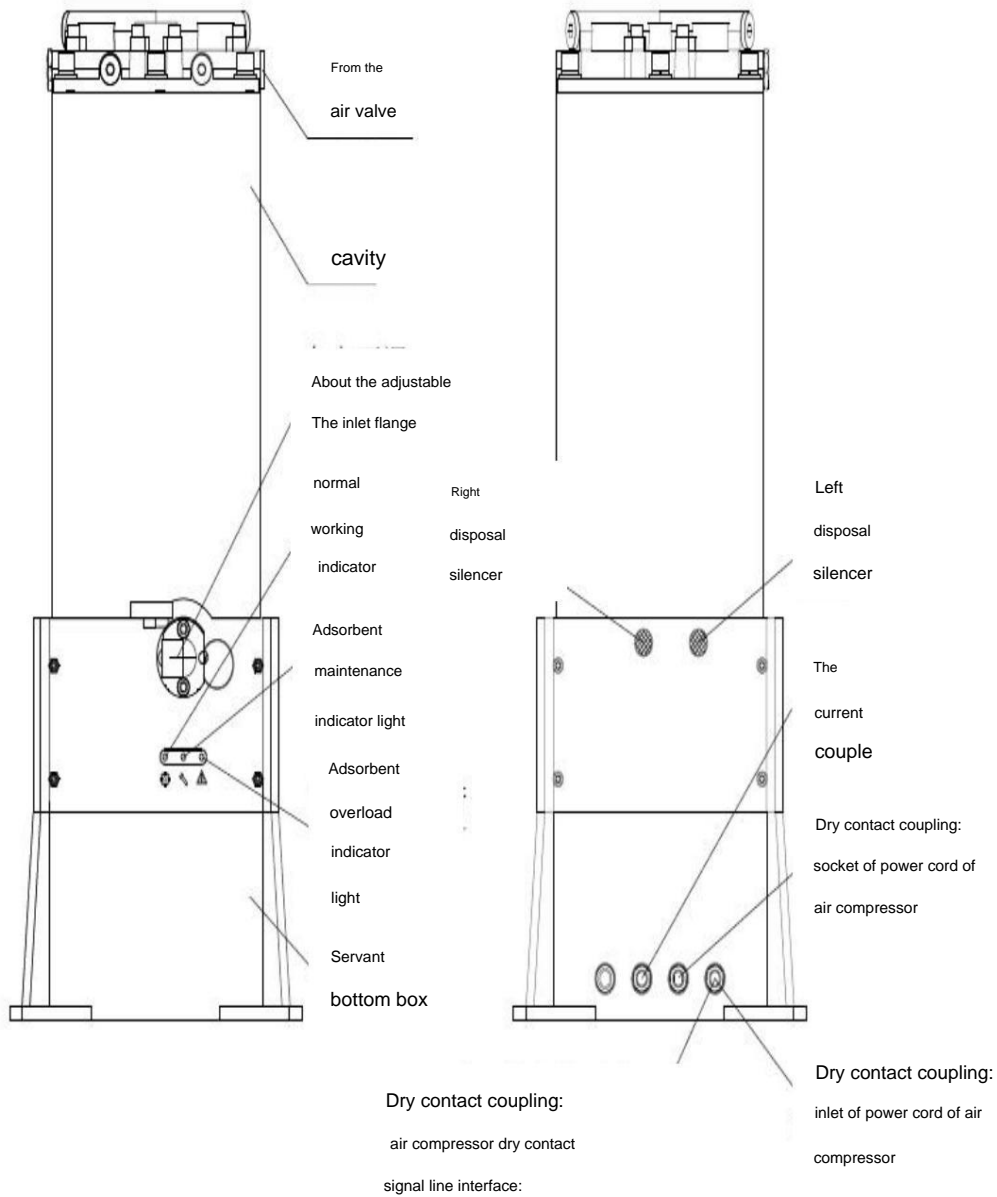 From the
air valve
cavity
About the adjustable
The inlet flange
normal
working
indicator
Adsorbent
maintenance
indicator light
Adsorbent
overload
indicator
light
Servant
bottom box
Right
disposal
silencer
Left
disposal
silencer
The
current
couple
Dry contact coupling:
socket of power cord of
air compressor
Dry contact coupling:
inlet of power cord of air
compressor
Dry contact coupling:
air compressor dry contact
signal line interface: